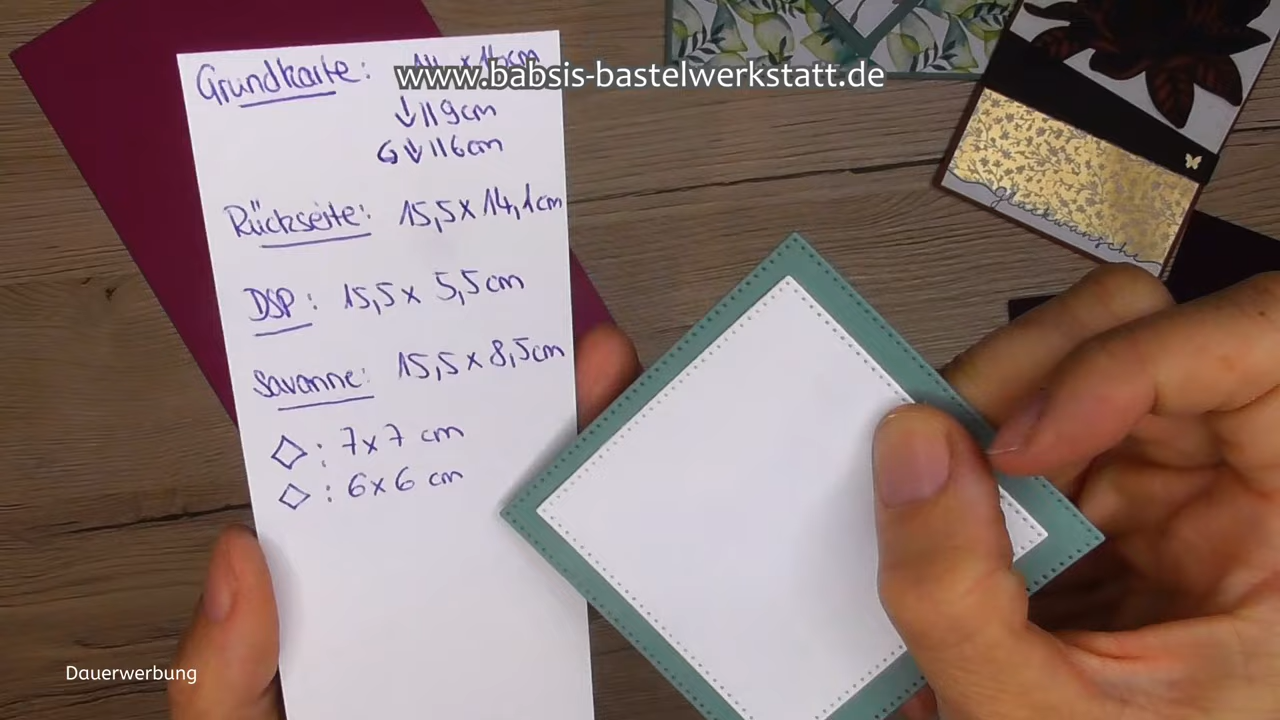 www.babsis-bastelwerkstatt.de
Grundkarte:
↓ 11 9cm
G↓ 11 6cm
Rückseite: 15,5 x 14,1cm
DSP: 15,5 x 5,5cm
Savanne: 15,5 x 8,5cm
◇: 7x7 cm
◇: 6x6 cm
glückwünsche
Dauerwerbung